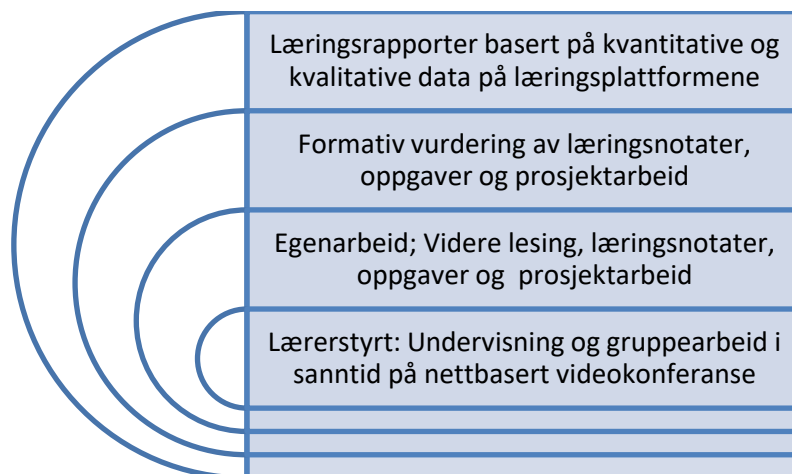 Læringsrapporter basert på kvantitative og
kvalitative data på læringsplattformene
Formativ vurdering av læringsnotater,
oppgaver og prosjektarbeid
Egenarbeid; Videre lesing, læringsnotater,
oppgaver og prosjektarbeid
Lærerstyrt: Undervisning og gruppearbeid i
sanntid på nettbasert videokonferanse